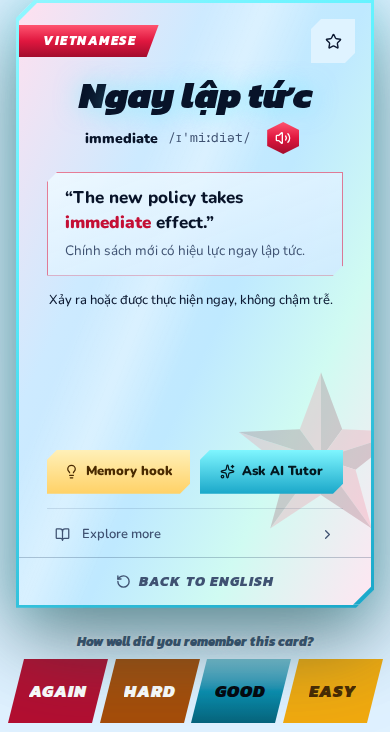 VIETNAMESE
Ngay lập tức
immediate /ɪˈmiːdiət/
“The new policy takes
immediate effect.”
Chính sách mới có hiệu lực ngay lập tức.
Xảy ra hoặc được thực hiện ngay, không chậm trễ.
Memory hook
Ask AI Tutor
Explore more
BACK TO ENGLISH
How well did you remember this card?
AGAIN
HARD
GOOD
EASY